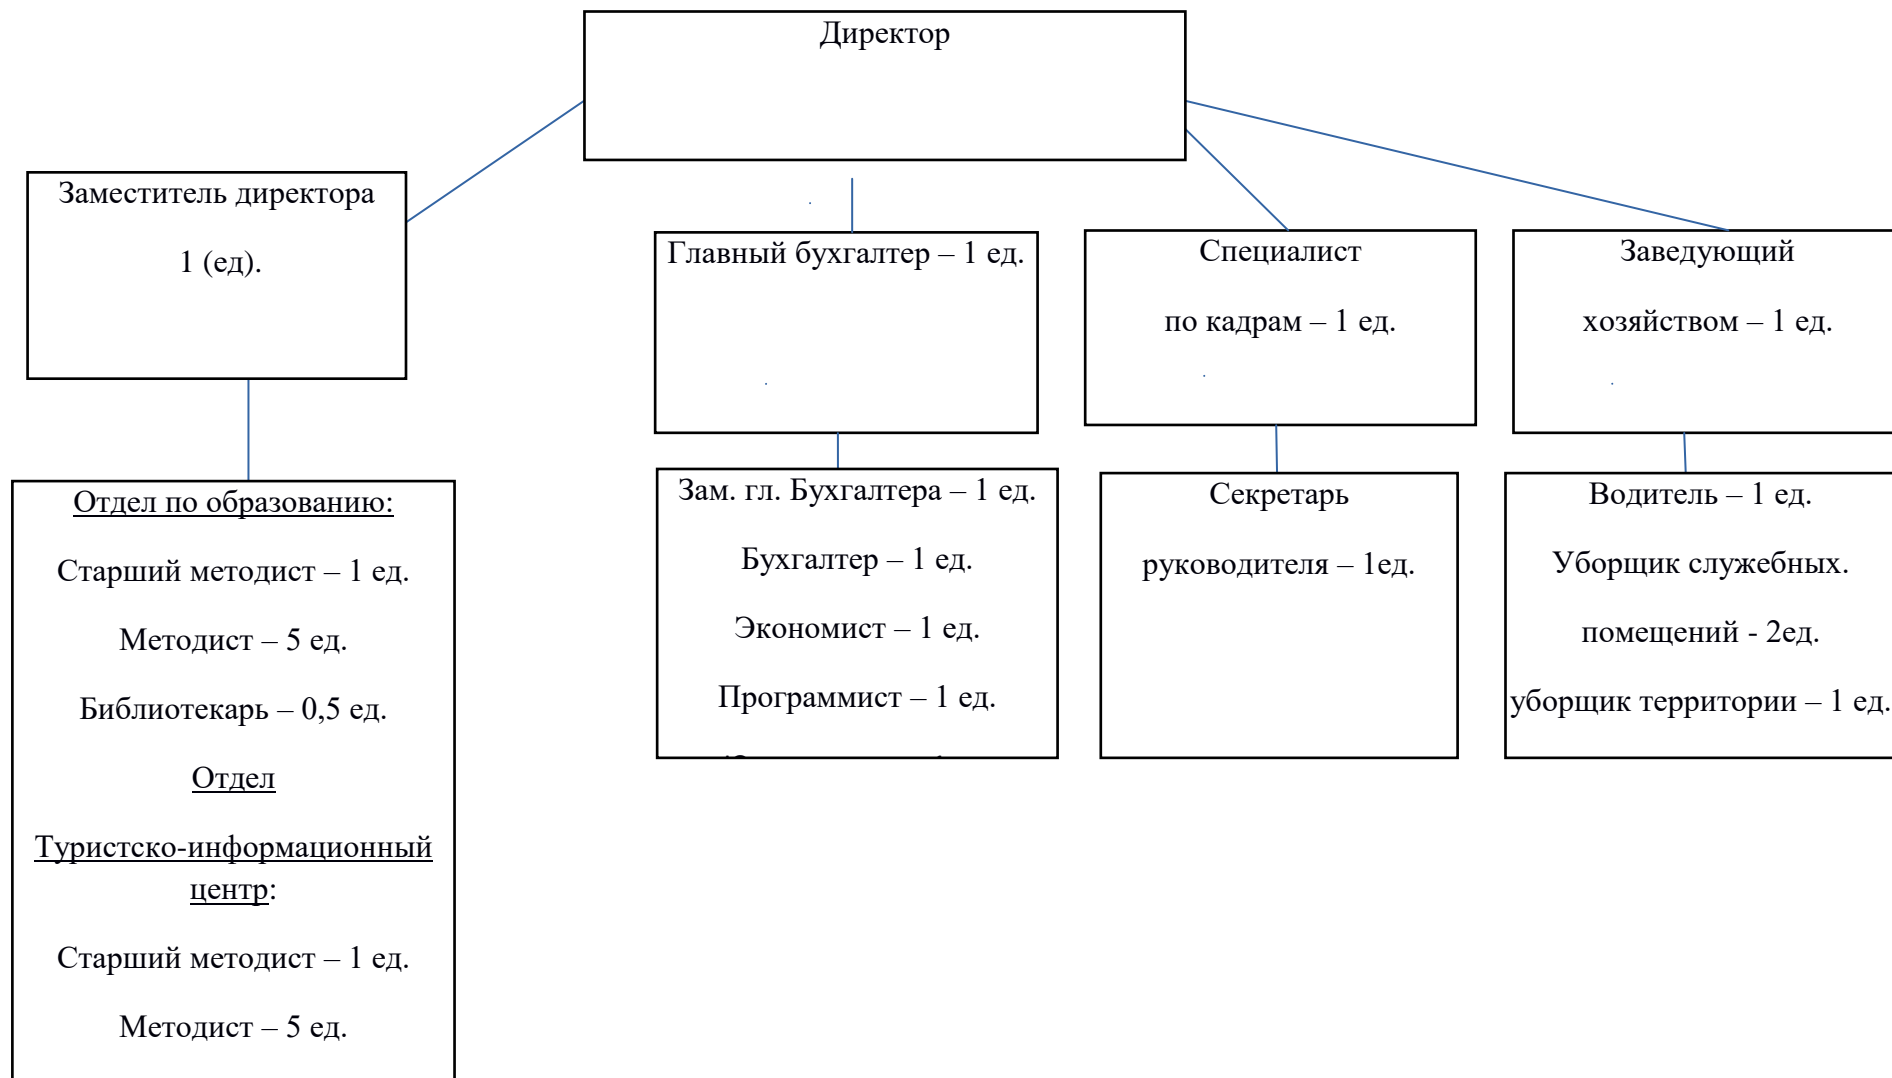 Директор
Заместитель директора
1 (ед).
Главный бухгалтер – 1 ед.
Специалист
по кадрам – 1 ед.
Заведующий
хозяйством – 1 ед.
Отдел по образованию:
Старший методист – 1 ед.
Методист – 5 ед.
Библиотекарь – 0,5 ед.
Отдел
Туристско-информационный
центр:
Старший методист – 1 ед.
Методист – 5 ед.
Зам. гл. Бухгалтера – 1 ед.
Бухгалтер – 1 ед.
Экономист – 1 ед.
Программист – 1 ед.
Секретарь
руководителя – 1ед.
Водитель – 1 ед.
Уборщик служебных.
помещений - 2ед.
уборщик территории – 1 ед.